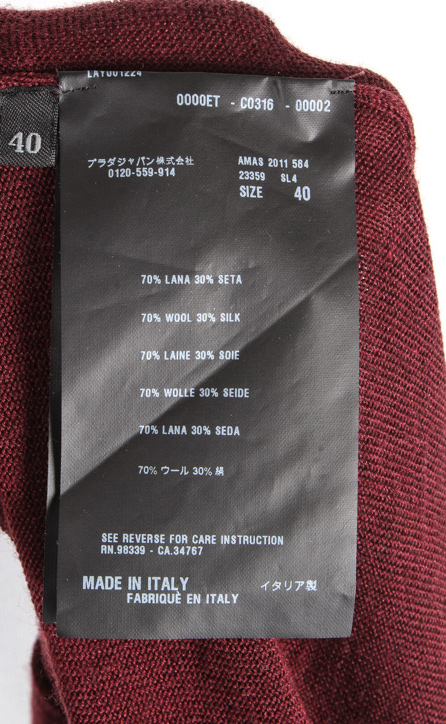 LAY001224
0000ET - C0316 - 00002
40
プラダジャパン株式会社
0120-559-914
AMAS 2011 564
23359 SL4
SIZE 40
70% LANA 30% SETA
70% WOOL 30% SILK
70% LAINE 30% SOIE
70% WOLLE 30% SEIDE
70% LANA 30% SEDA
70% ウール 30% 絹
SEE REVERSE FOR CARE INSTRUCTION
RN.98339 - CA.34767
MADE IN ITALY
イタリア製
FABRIQUÈ EN ITALY